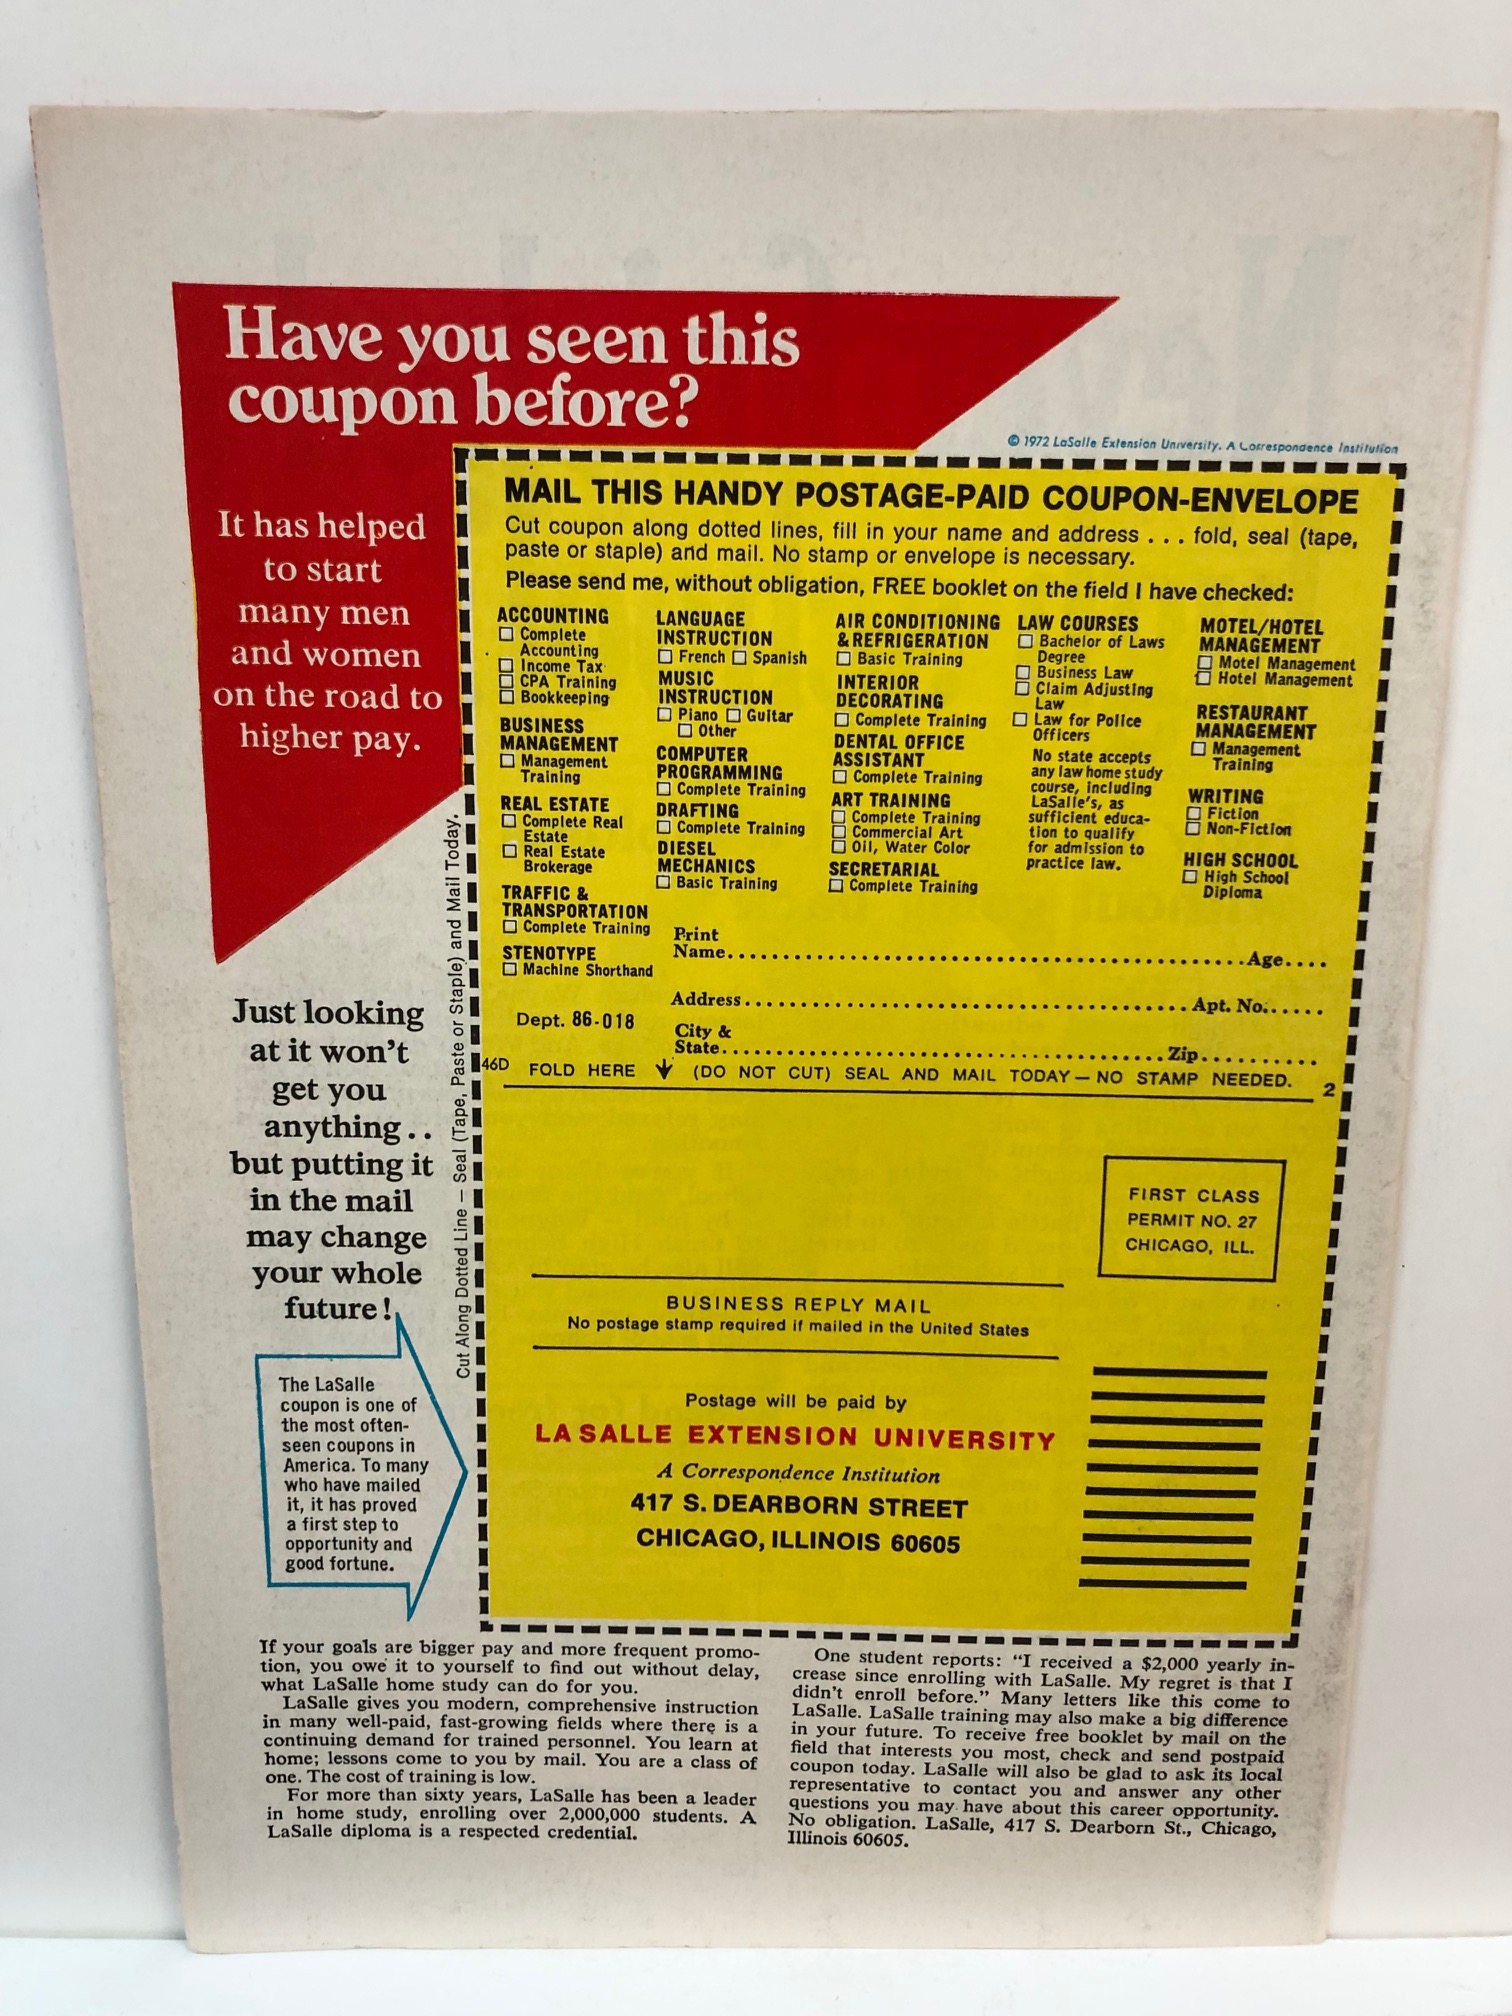 Have you seen this
coupon before?
© 1972 LaSalle Extension University. A Correspondence Institution
It has helped
to start
many men
and women
on the road to
higher pay.
Just looking
at it won't
get you
anything..
but putting it
in the mail
may change
your whole
future!
The LaSalle
coupon is one of
the most often-
seen coupons in
America. To many
who have mailed
it, it has proved
a first step to
opportunity and
good fortune.
Cut Along Dotted Line — Seal (Tape, Paste or Staple) and Mail Today.
MAIL THIS HANDY POSTAGE-PAID COUPON-ENVELOPE
Cut coupon along dotted lines, fill in your name and address . . . fold, seal (tape,
paste or staple) and mail. No stamp or envelope is necessary.
Please send me, without obligation, FREE booklet on the field I have checked:
ACCOUNTING
☐ Complete
Accounting
☐ Income Tax
☐ CPA Training
☐ Bookkeeping
BUSINESS
MANAGEMENT
☐ Management
Training
REAL ESTATE
☐ Complete Real
Estate
☐ Real Estate
Brokerage
TRAFFIC &
TRANSPORTATION
☐ Complete Training
STENOTYPE
☐ Machine Shorthand
LANGUAGE
INSTRUCTION
☐ French ☐ Spanish
MUSIC
INSTRUCTION
☐ Piano ☐ Guitar
☐ Other
COMPUTER
PROGRAMMING
☐ Complete Training
DRAFTING
☐ Complete Training
DIESEL
MECHANICS
☐ Basic Training
AIR CONDITIONING
& REFRIGERATION
☐ Basic Training
INTERIOR
DECORATING
☐ Complete Training
DENTAL OFFICE
ASSISTANT
☐ Complete Training
ART TRAINING
☐ Complete Training
☐ Commercial Art
☐ Oil, Water Color
SECRETARIAL
☐ Complete Training
LAW COURSES
☐ Bachelor of Laws
Degree
☐ Business Law
☐ Claim Adjusting
Law
☐ Law for Police
Officers
No state accepts
any law home study
course, including
LaSalle's, as
sufficient educa-
tion to qualify
for admission to
practice law.
MOTEL/HOTEL
MANAGEMENT
☐ Motel Management
☐ Hotel Management
RESTAURANT
MANAGEMENT
☐ Management
Training
WRITING
☐ Fiction
☐ Non-Fiction
HIGH SCHOOL
☐ High School
Diploma
Print
Name.....Age....
Address.....Apt. No......
Dept. 86-018
City &
State.....Zip..........
46D FOLD HERE ↓ (DO NOT CUT) SEAL AND MAIL TODAY — NO STAMP NEEDED. 2
FIRST CLASS
PERMIT NO. 27
CHICAGO, ILL.
BUSINESS REPLY MAIL
No postage stamp required if mailed in the United States
Postage will be paid by
LA SALLE EXTENSION UNIVERSITY
A Correspondence Institution
417 S. DEARBORN STREET
CHICAGO, ILLINOIS 60605
If your goals are bigger pay and more frequent promo-
tion, you owe it to yourself to find out without delay,
what LaSalle home study can do for you.
LaSalle gives you modern, comprehensive instruction
in many well-paid, fast-growing fields where there is a
continuing demand for trained personnel. You learn at
home; lessons come to you by mail. You are a class of
one. The cost of training is low.
For more than sixty years, LaSalle has been a leader
in home study, enrolling over 2,000,000 students. A
LaSalle diploma is a respected credential.
One student reports: "I received a $2,000 yearly in-
crease since enrolling with LaSalle. My regret is that I
didn't enroll before." Many letters like this come to
LaSalle. LaSalle training may also make a big difference
in your future. To receive free booklet by mail on the
field that interests you most, check and send postpaid
coupon today. LaSalle will also be glad to ask its local
representative to contact you and answer any other
questions you may have about this career opportunity.
No obligation. LaSalle, 417 S. Dearborn St., Chicago,
Illinois 60605.